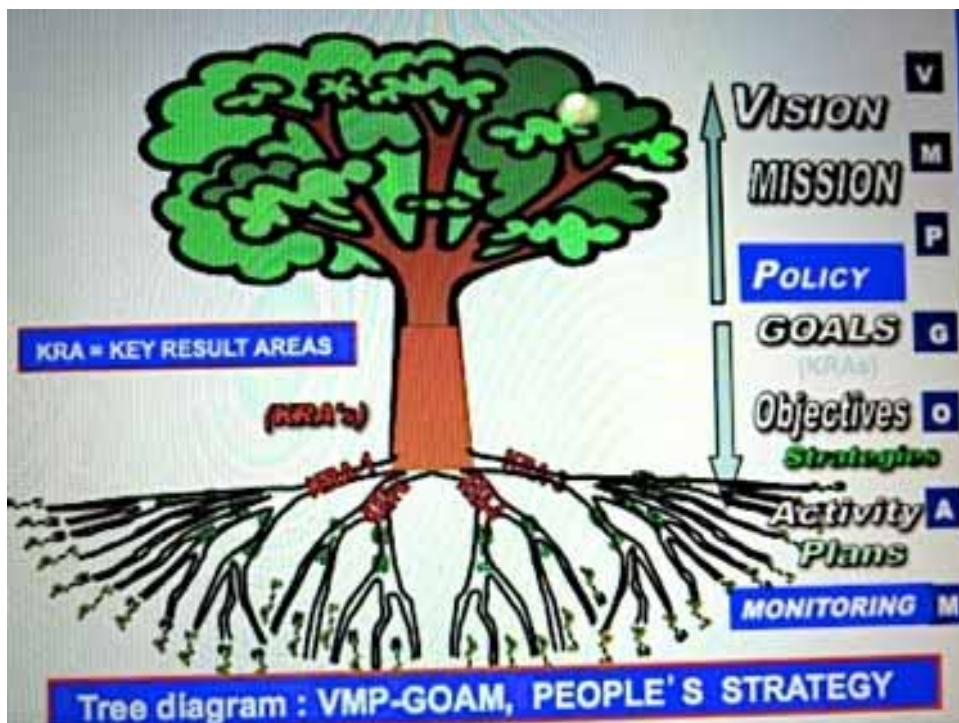 VISION
V
MISSION
M
P
POLICY
GOALS
G
(KRAs)
KRA = KEY RESULT AREAS
(KRA's)
Objectives
O
Strategies
Activity
A
Plans
MONITORING
M
Tree diagram : VMP-GOAM, PEOPLE'S STRATEGY